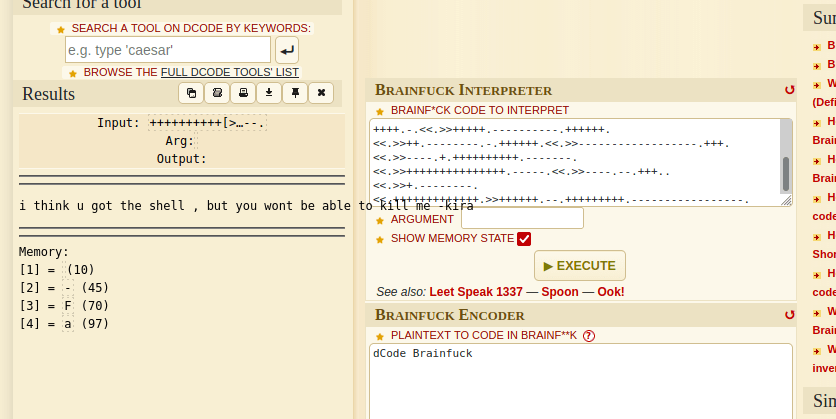 Search for a tool
SEARCH A TOOL ON DCODE BY KEYWORDS:
e.g. type 'caesar'
BROWSE THE FULL DCODE TOOLS' LIST
Results
Input: ++++++++++[>…--.
Arg:
Output:
i think u got the shell , but you wont be able to kill me -kira
Memory:
[1] = (10)
[2] = - (45)
[3] = F (70)
[4] = a (97)
BRAINFUCK INTERPRETER
BRAINF*CK CODE TO INTERPRET
++++.-.<<.>>+++++.----------.++++++.
<<.>>++.--------.-.++++++.<<.>>------------------.+++.
<<.>>----.+.++++++++++.-------.
<<.>>++++++++++++++++.-----.<<.>>----.--.+++..
<<.>>+.--------.
<<.+++++++++++++.>>++++++.--.+++++++++.-----------------.
ARGUMENT
SHOW MEMORY STATE
▶ EXECUTE
See also: Leet Speak 1337 — Spoon — Ook!
BRAINFUCK ENCODER
PLAINTEXT TO CODE IN BRAINF**K ?
dCode Brainfuck
Sun
B
B
W
(Defi
H
Brain
H
Brain
H
code
H
Shor
H
code
W
Brain
W
inver
Sin